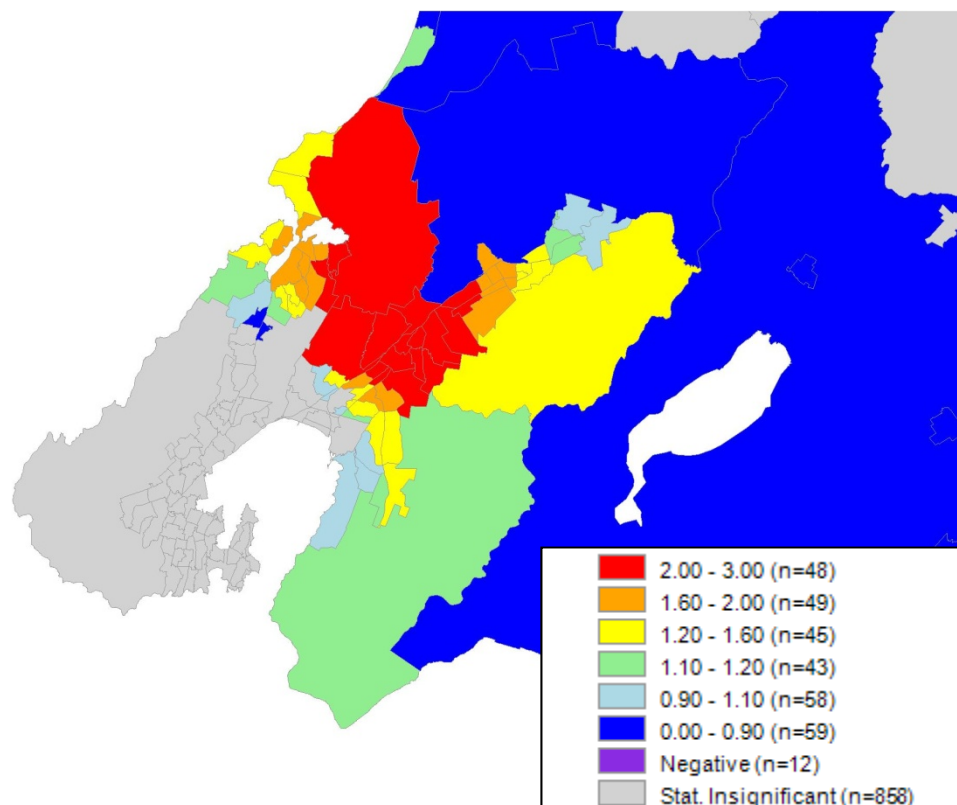 2.00 - 3.00 (n=48)
1.60 - 2.00 (n=49)
1.20 - 1.60 (n=45)
1.10 - 1.20 (n=43)
0.90 - 1.10 (n=58)
0.00 - 0.90 (n=59)
Negative (n=12)
Stat. Insignificant (n=858)